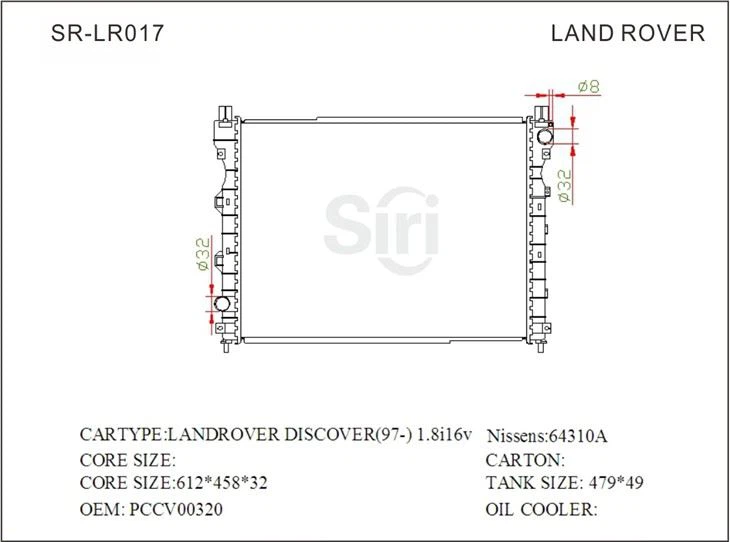 SR-LR017
LAND ROVER
Ø8
Ø32
Siri
Ø32
CARTYPE:LANDROVER DISCOVER(97-) 1.8i16v
Nissens:64310A
CORE SIZE:
CARTON:
CORE SIZE:612*458*32
TANK SIZE: 479*49
OEM: PCCV00320
OIL COOLER: